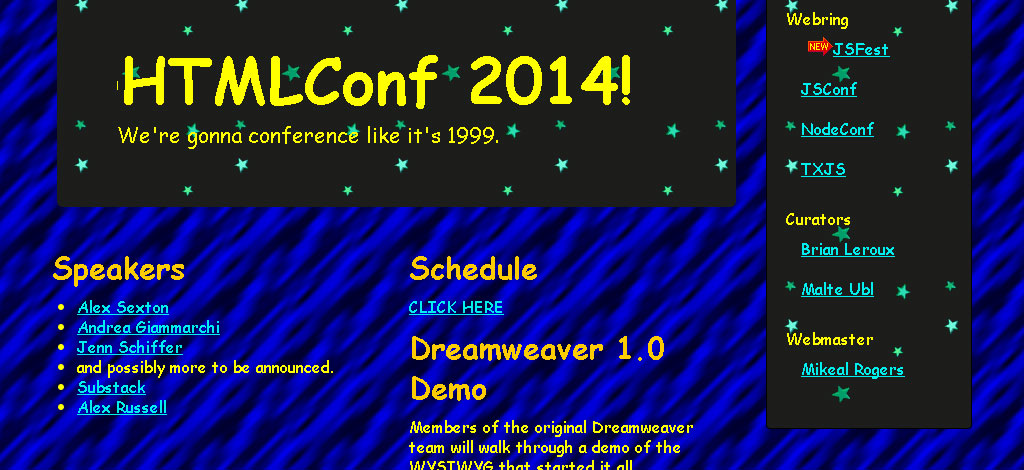 HTMLConf 2014!
We're gonna conference like it's 1999.
Speakers
Alex Sexton
Andrea Giammarchi
Jenn Schiffer
and possibly more to be announced.
Substack
Alex Russell
Schedule
CLICK HERE
Dreamweaver 1.0
Demo
Members of the original Dreamweaver
team will walk through a demo of the
WYSIWYG that started it all
Webring
NEW JSFest
JSConf
NodeConf
TXJS
Curators
Brian Leroux
Malte Ubl
Webmaster
Mikeal Rogers